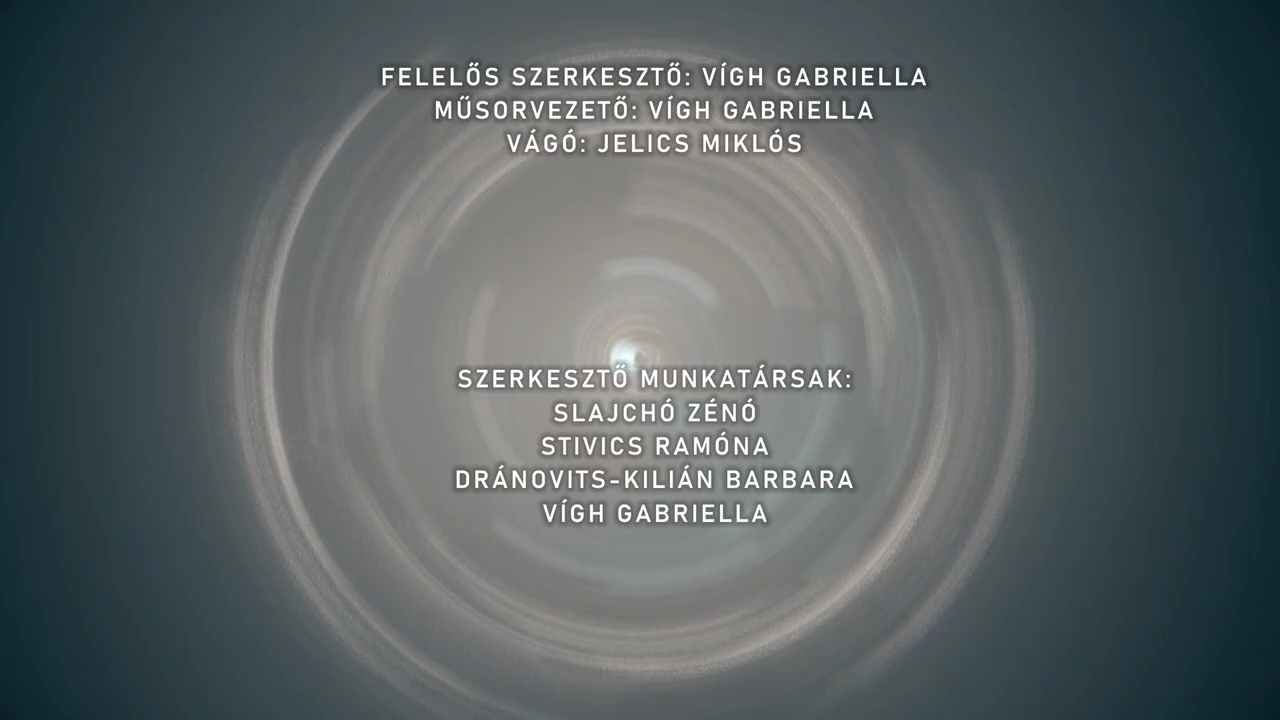 FELELŐS SZERKESZTŐ: VÍGH GABRIELLA
MŰSORVEZETŐ: VÍGH GABRIELLA
VÁGÓ: JELICS MIKLÓS
SZERKESZTŐ MUNKATÁRSAK:
SLAJCHÓ ZÉNÓ
STIVICS RAMÓNA
DRÁNOVITS-KILIÁN BARBARA
VÍGH GABRIELLA